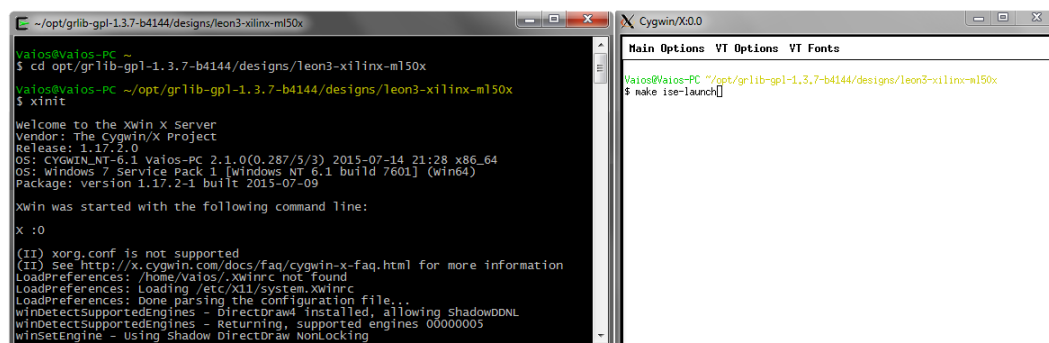 ~/opt/grlib-gpl-1.3.7-b4144/designs/leon3-xilinx-ml50x
Vaios@Vaios-PC ~
$ cd opt/grlib-gpl-1.3.7-b4144/designs/leon3-xilinx-ml50x
Vaios@Vaios-PC ~/opt/grlib-gpl-1.3.7-b4144/designs/leon3-xilinx-ml50x
$ xinit
Welcome to the XWin X Server
Vendor: The Cygwin/X Project
Release: 1.17.2.0
OS: CYGWIN_NT-6.1 Vaios-PC 2.1.0(0.287/5/3) 2015-07-14 21:28 x86_64
OS: Windows 7 Service Pack 1 [Windows NT 6.1 build 7601] (Win64)
Package: version 1.17.2-1 built 2015-07-09
XWin was started with the following command line:
X :0
(II) xorg.conf is not supported
(II) See http://x.cygwin.com/docs/faq/cygwin-x-faq.html for more information
LoadPreferences: /home/Vaios/.XWinrc not found
LoadPreferences: Loading /etc/X11/system.XWinrc
LoadPreferences: Done parsing the configuration file...
winDetectSupportedEngines - DirectDraw4 installed, allowing ShadowDDNL
winDetectSupportedEngines - Returning, supported engines 00000005
winSetEngine - Using Shadow DirectDraw NonLocking
Cygwin/X:0.0
Main Options VT Options VT Fonts
Vaios@Vaios-PC ~/opt/grlib-gpl-1.3.7-b4144/designs/leon3-xilinx-ml50x
$ make ise-launch